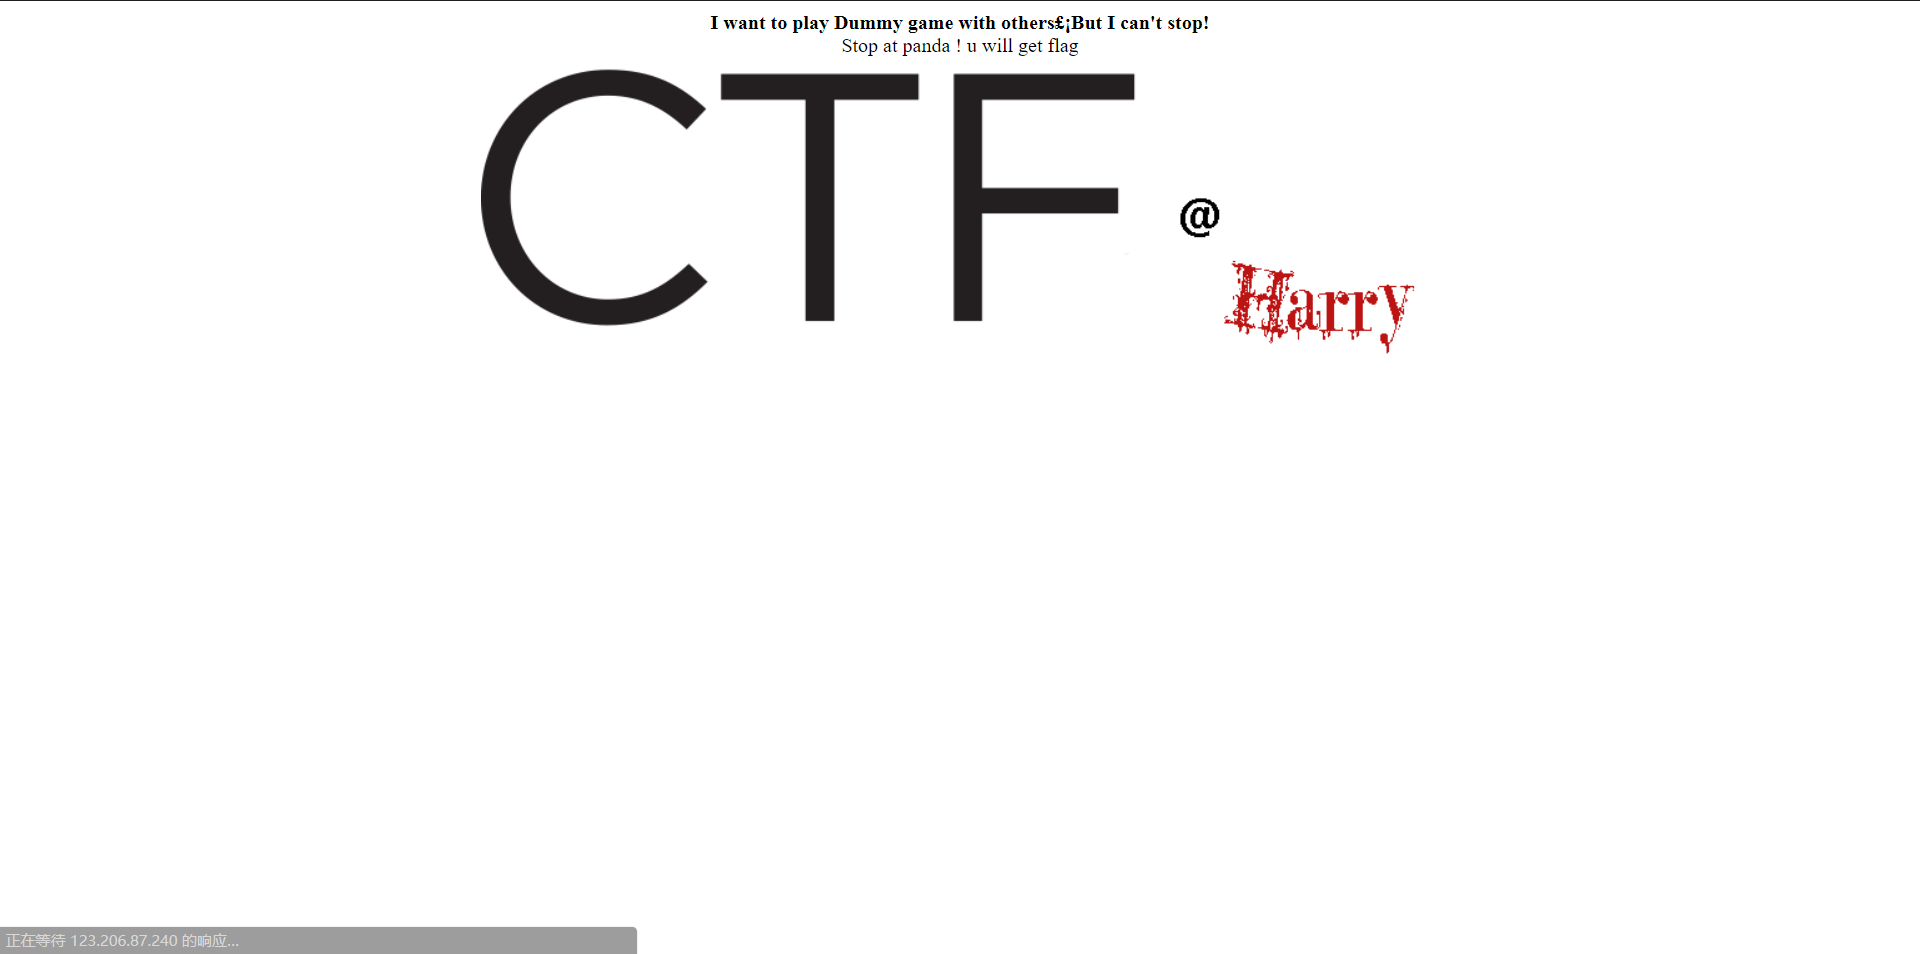 I want to play Dummy game with others£¡But I can't stop!
Stop at panda ! u will get flag
CTF
@
Harry
正在等待 123.206.87.240 的响应...